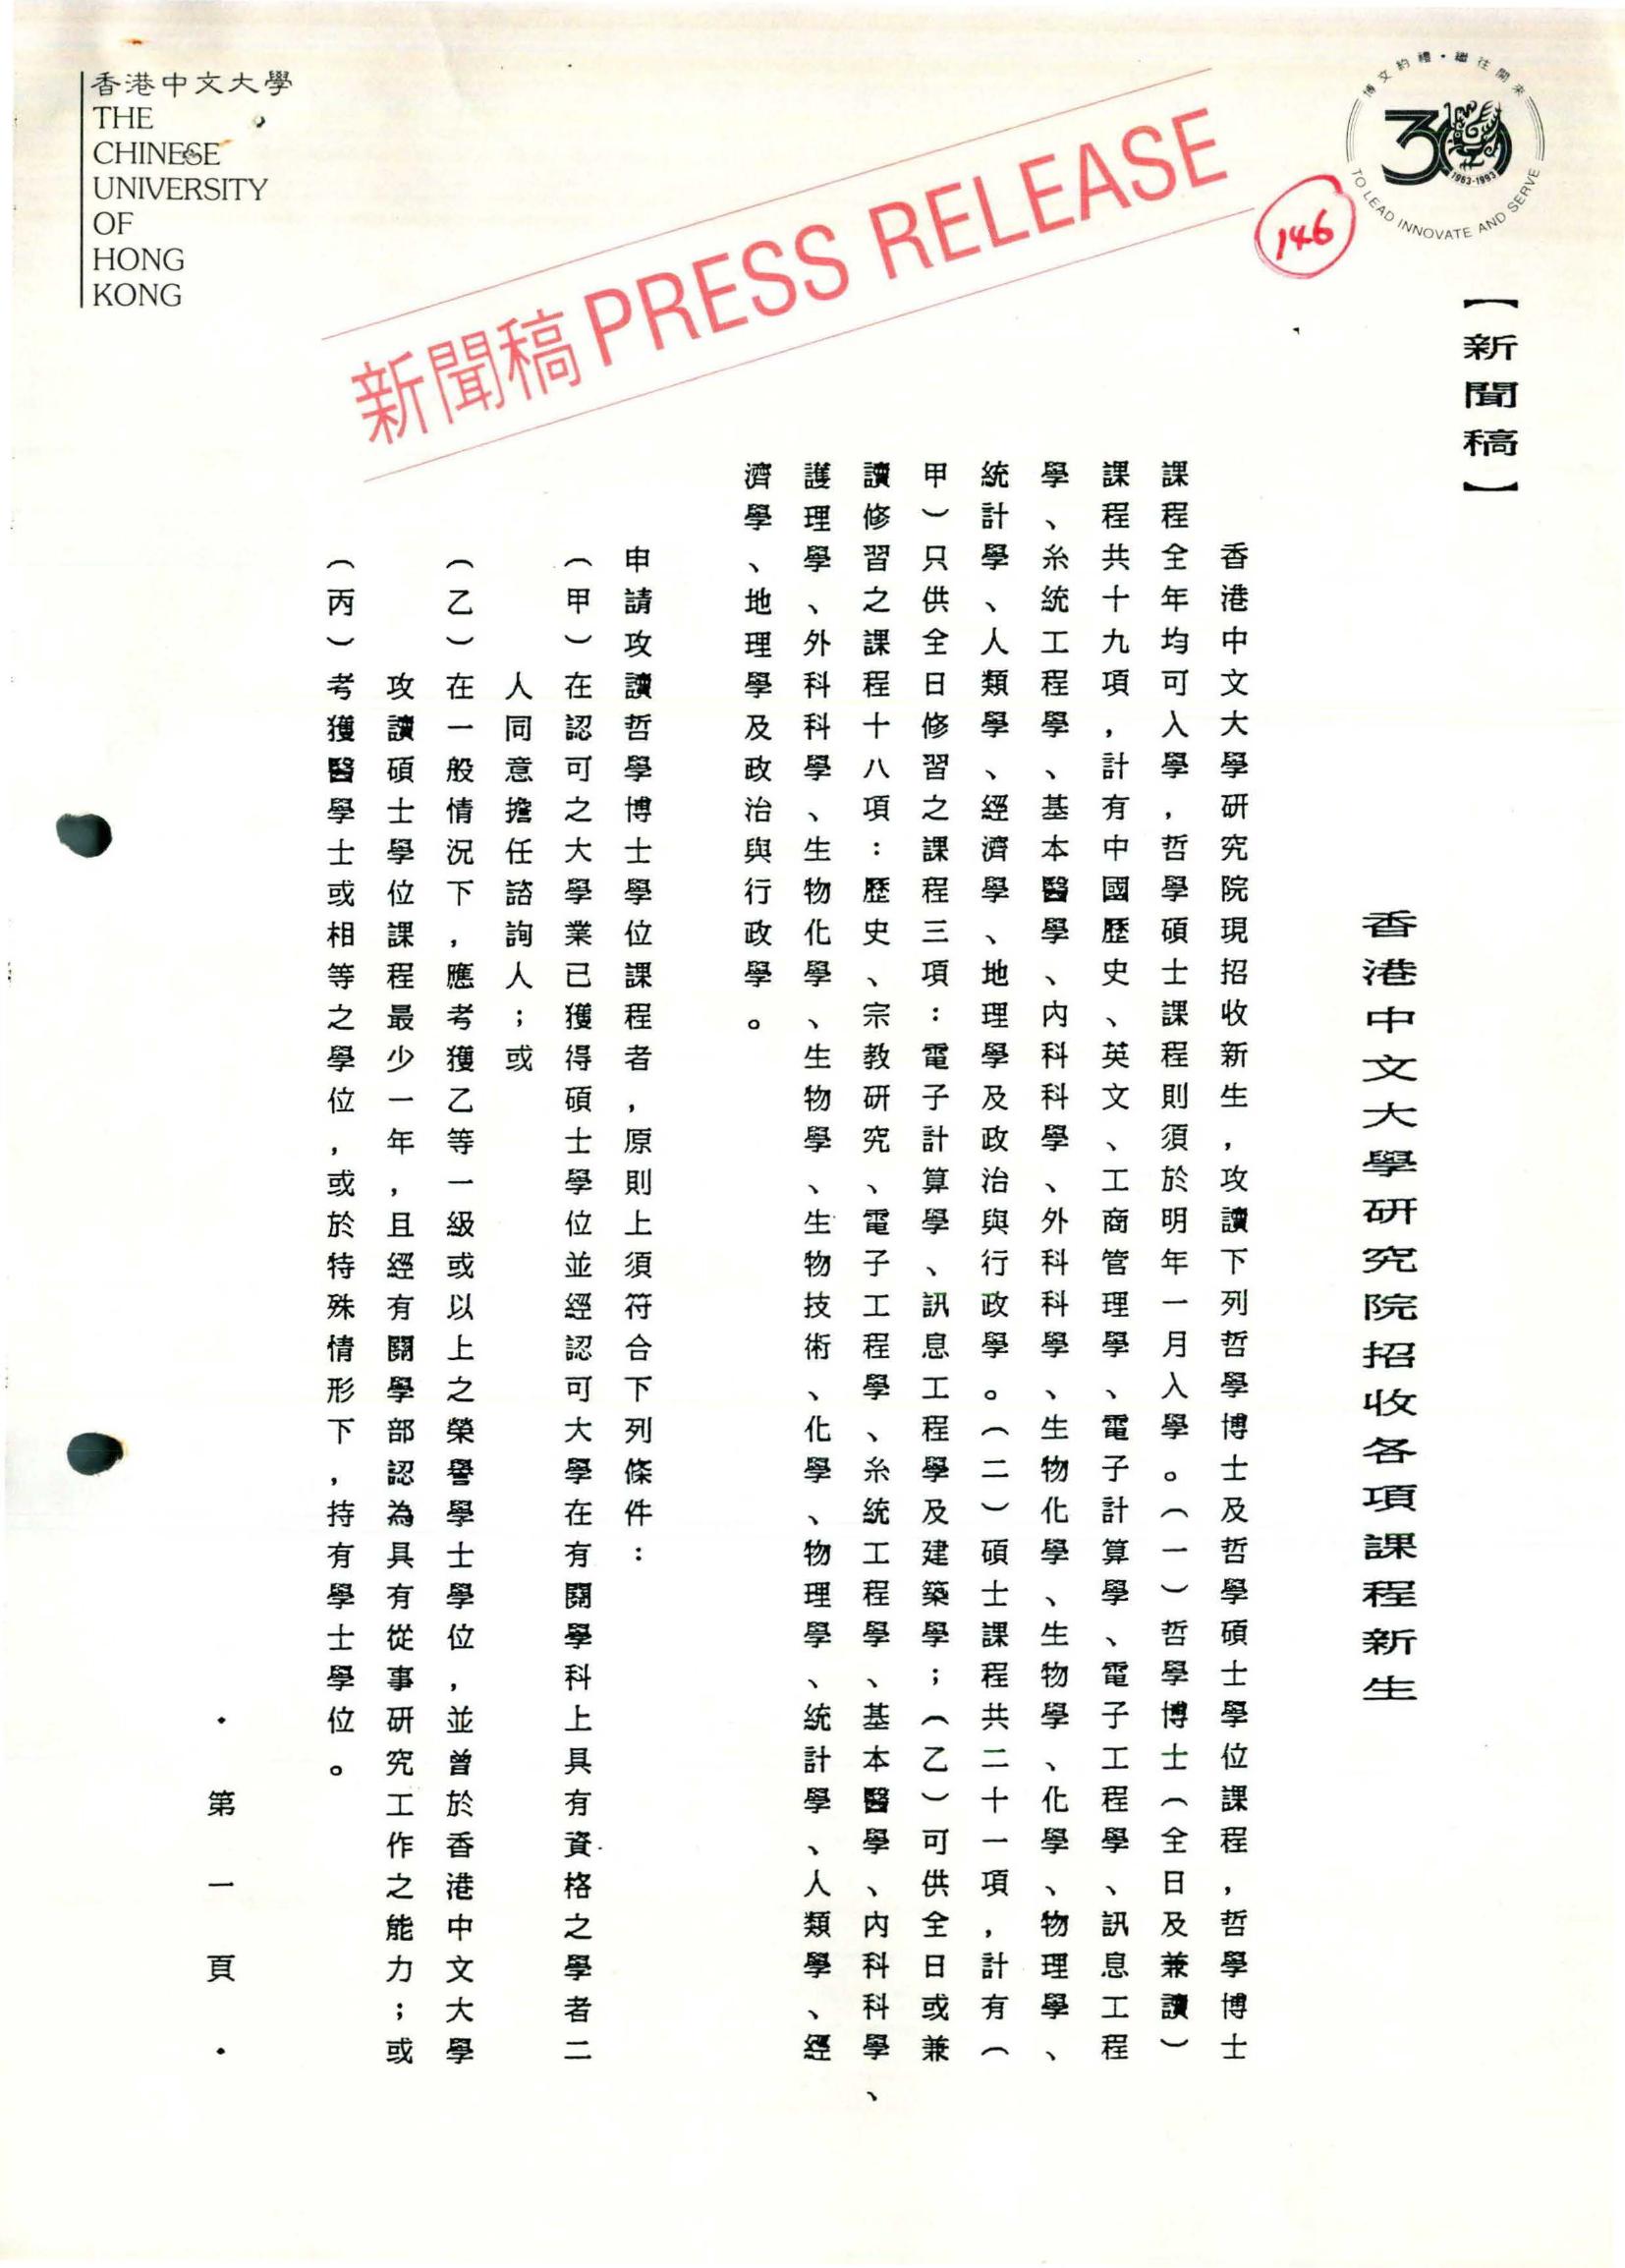 香港中文大學
THE
CHINESE
UNIVERSITY
OF
HONG
KONG
新聞稿 PRESS RELEASE
博文約禮・繼往開來
30
1963-1993
TO LEAD INNOVATE AND SERVE
146
【新聞稿】
香港中文大學研究院招收各項課程新生
香港中文大學研究院現招收新生，攻讀下列哲學博士及哲學碩士學位課程，哲學博士
課程全年均可入學，哲學碩士課程則須於明年一月入學。（一）哲學博士（全日及兼讀）
課程共十九項，計有中國歷史、英文、工商管理學、電子計算學、電子工程學、訊息工程
學、系統工程學、基本醫學、內科科學、外科科學、生物化學、生物學、化學、物理學、
統計學、人類學、經濟學、地理學及政治與行政學。（二）碩士課程共二十一項，計有（
甲）只供全日修習之課程三項：電子計算學、訊息工程學及建築學；（乙）可供全日或兼
讀修習之課程十八項：歷史、宗教研究、電子工程學、系統工程學、基本醫學、內科科學、
護理學、外科科學、生物化學、生物學、生物技術、化學、物理學、統計學、人類學、經
濟學、地理學及政治與行政學。
申請攻讀哲學博士學位課程者，原則上須符合下列條件：
（甲）在認可之大學業已獲得碩士學位並經認可大學在有關學科上具有資格之學者二
人同意擔任諮詢人；或
（乙）在一般情況下，應考獲乙等一級或以上之榮譽學士學位，並曾於香港中文大學
攻讀碩士學位課程最少一年，且經有關學部認為具有從事研究工作之能力；或
（丙）考獲醫學士或相等之學位，或於特殊情形下，持有學士學位。
・第一頁・